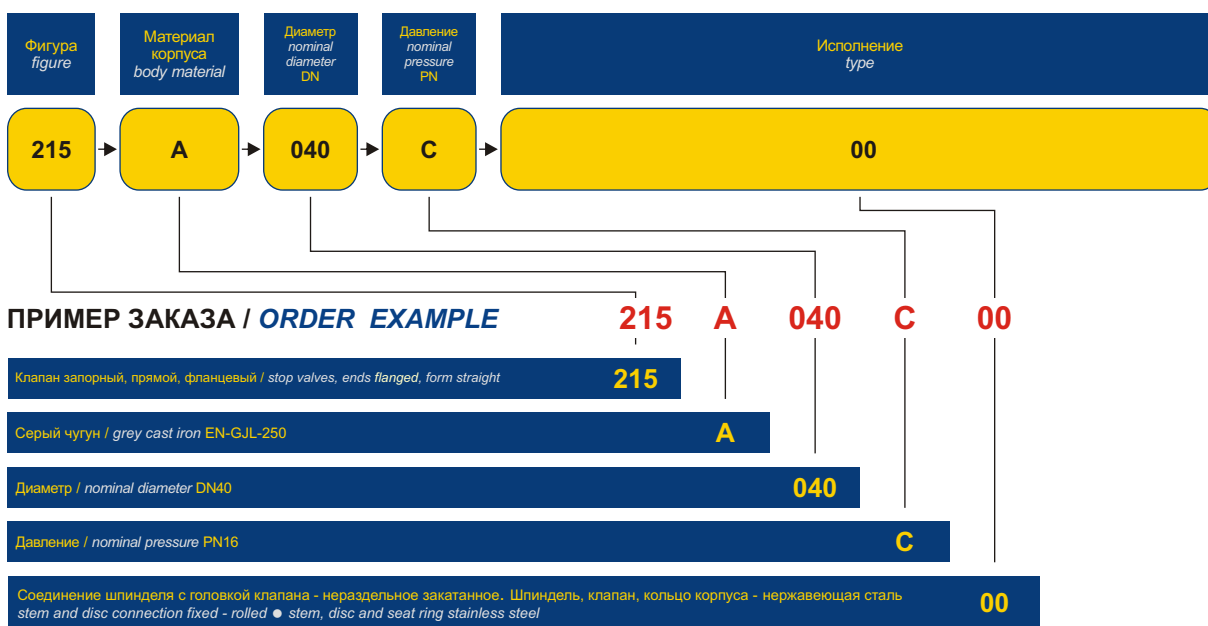 Фигура
figure
Материал
корпуса
body material
Диаметр
nominal
diameter
DN
Давление
nominal
pressure
PN
Исполнение
type
215
A
040
C
00
ПРИМЕР ЗАКАЗА / ORDER EXAMPLE 215 A 040 C 00
Клапан запорный, прямой, фланцевый / stop valves, ends flanged, form straight 215
Серый чугун / grey cast iron EN-GJL-250 A
Диаметр / nominal diameter DN40 040
Давление / nominal pressure PN16 C
Соединение шпинделя с головкой клапана - нераздельное закатанное. Шпиндель, клапан, кольцо корпуса - нержавеющая сталь
stem and disc connection fixed - rolled ● stem, disc and seat ring stainless steel
00